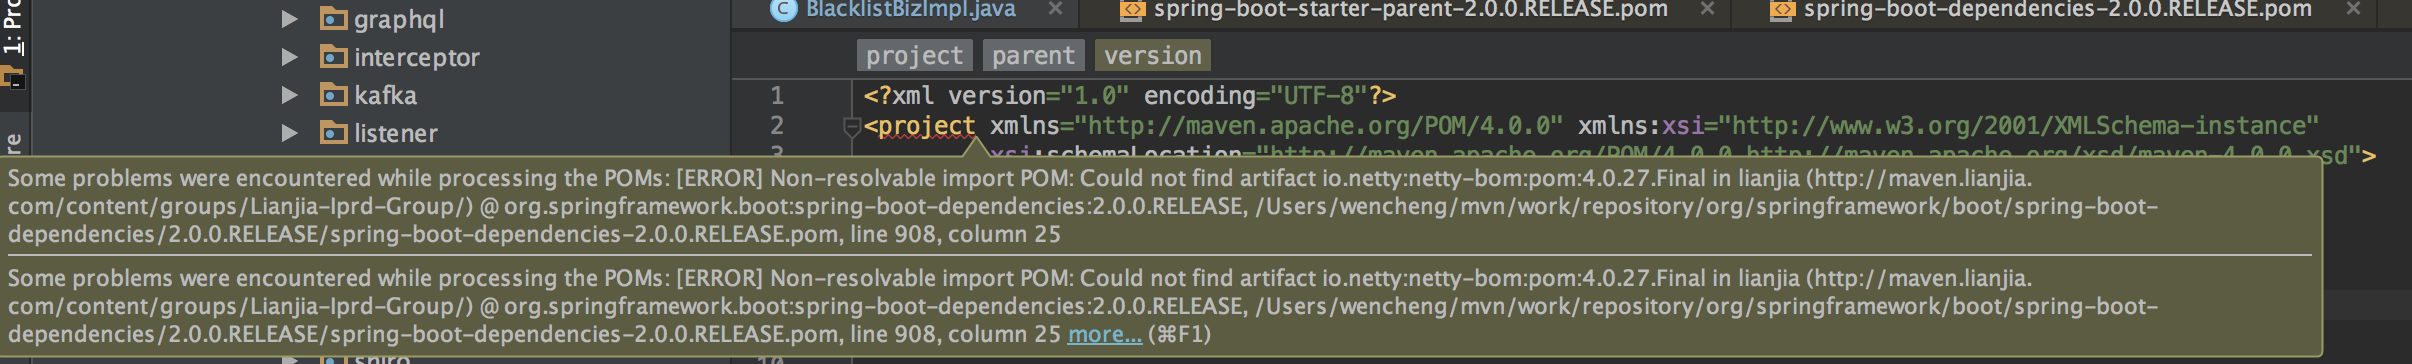 1: Pro
graphql
interceptor
kafka
listener
BlacklistBizImpl.java
spring-boot-starter-parent-2.0.0.RELEASE.pom
spring-boot-dependencies-2.0.0.RELEASE.pom
project parent version
1 <?xml version="1.0" encoding="UTF-8"?>
2 <project xmlns="http://maven.apache.org/POM/4.0.0" xmlns:xsi="http://www.w3.org/2001/XMLSchema-instance"
3 xsi:schemaLocation="http://maven.apache.org/POM/4.0.0 http://maven.apache.org/xsd/maven-4.0.0.xsd">
Some problems were encountered while processing the POMs: [ERROR] Non-resolvable import POM: Could not find artifact io.netty:netty-bom:pom:4.0.27.Final in lianjia (http://maven.lianjia.
com/content/groups/Lianjia-Iprd-Group/) @ org.springframework.boot:spring-boot-dependencies:2.0.0.RELEASE, /Users/wencheng/mvn/work/repository/org/springframework/boot/spring-boot-
dependencies/2.0.0.RELEASE/spring-boot-dependencies-2.0.0.RELEASE.pom, line 908, column 25
Some problems were encountered while processing the POMs: [ERROR] Non-resolvable import POM: Could not find artifact io.netty:netty-bom:pom:4.0.27.Final in lianjia (http://maven.lianjia.
com/content/groups/Lianjia-Iprd-Group/) @ org.springframework.boot:spring-boot-dependencies:2.0.0.RELEASE, /Users/wencheng/mvn/work/repository/org/springframework/boot/spring-boot-
dependencies/2.0.0.RELEASE/spring-boot-dependencies-2.0.0.RELEASE.pom, line 908, column 25 more... (⌘F1)
shiro
10